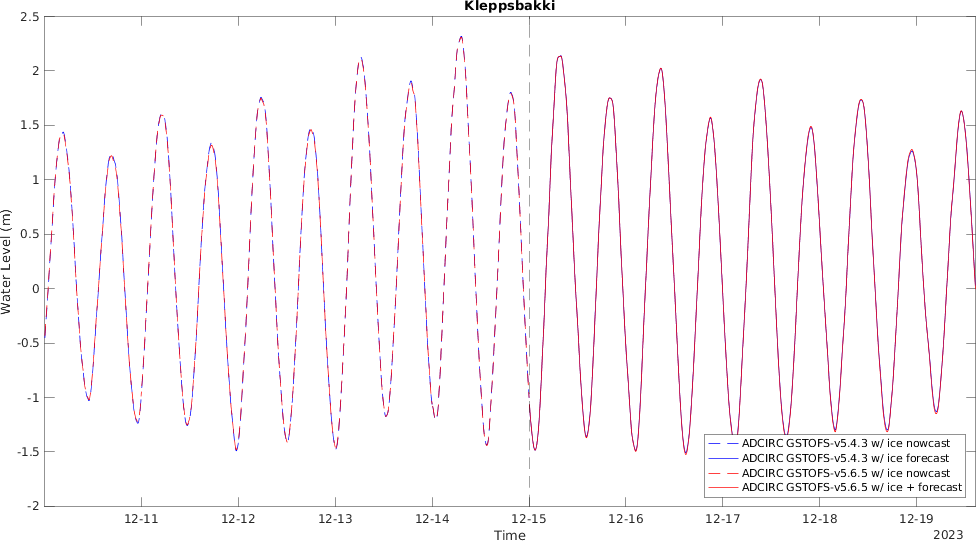 Kleppsbakki
2.5
2
1.5
1
0.5
0
-0.5
-1
-1.5
-2
Water Level (m)
12-11 12-12 12-13 12-14 12-15 12-16 12-17 12-18 12-19
Time
2023
ADCIRC GSTOFS-v5.4.3 w/ ice nowcast
ADCIRC GSTOFS-v5.4.3 w/ ice forecast
ADCIRC GSTOFS-v5.6.5 w/ ice nowcast
ADCIRC GSTOFS-v5.6.5 w/ ice + forecast